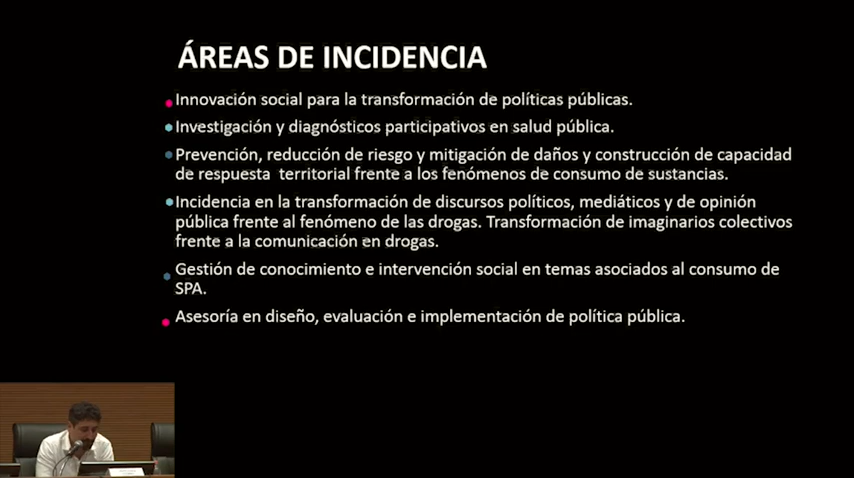 ÁREAS DE INCIDENCIA
Innovación social para la transformación de políticas públicas.
Investigación y diagnósticos participativos en salud pública.
Prevención, reducción de riesgo y mitigación de daños y construcción de capacidad
de respuesta territorial frente a los fenómenos de consumo de sustancias.
Incidencia en la transformación de discursos políticos, mediáticos y de opinión
pública frente al fenómeno de las drogas. Transformación de imaginarios colectivos
frente a la comunicación en drogas.
Gestión de conocimiento e intervención social en temas asociados al consumo de
SPA.
Asesoría en diseño, evaluación e implementación de política pública.